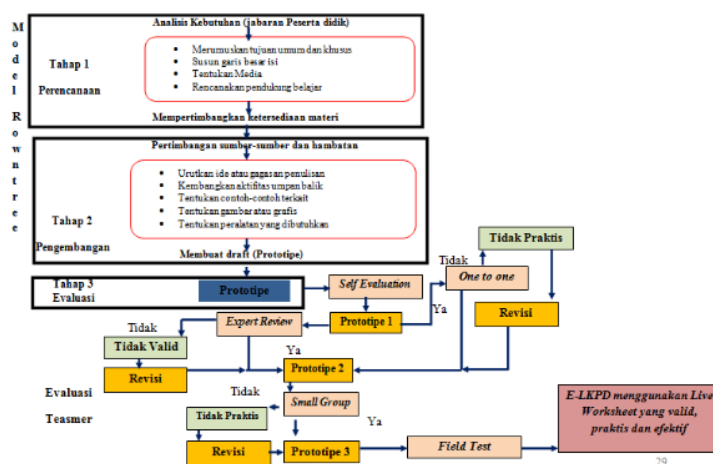 Model Rowntree
Analisis Kebutuhan (jabaran Peserta didik)
Tahap 1
Perencanaan
• Merumuskan tujuan umum dan khusus
• Susun garis besar isi
• Tentukan Media
• Rencanakan pendukung belajar
Mempertimbangkan ketersediaan materi
Pertimbangan sumber-sumber dan hambatan
Tahap 2
Pengembangan
• Urutkan ide atau gagasan penulisan
• Kembangkan aktifitas umpan balik
• Tentukan contoh-contoh terkait
• Tentukan gambar atau grafis
• Tentukan peralatan yang dibutuhkan
Membuat draft (Prototipe)
Tahap 3
Evaluasi
Prototipe
Self Evaluation
Tidak
One to one
Tidak Praktis
Ya
Revisi
Prototipe 1
Expert Review
Tidak
Tidak Valid
Revisi
Ya
Prototipe 2
Evaluasi
Teasmer
Tidak
Small Group
Tidak Praktis
Ya
Revisi
Prototipe 3
Field Test
E-LKPD menggunakan Live
Worksheet yang valid,
praktis dan efektif
29